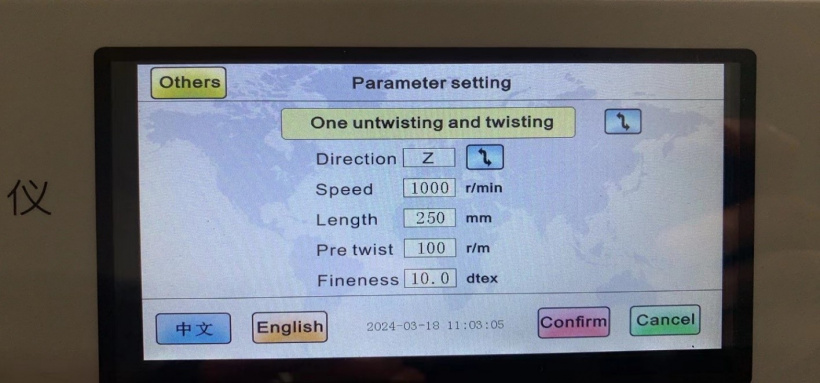 Others Parameter setting
One untwisting and twisting
Direction Z
仪
Speed 1000 r/min
Length 250 mm
Pre twist 100 r/m
Fineness 10.0 dtex
中文 English 2024-03-18 11:03:05 Confirm Cancel